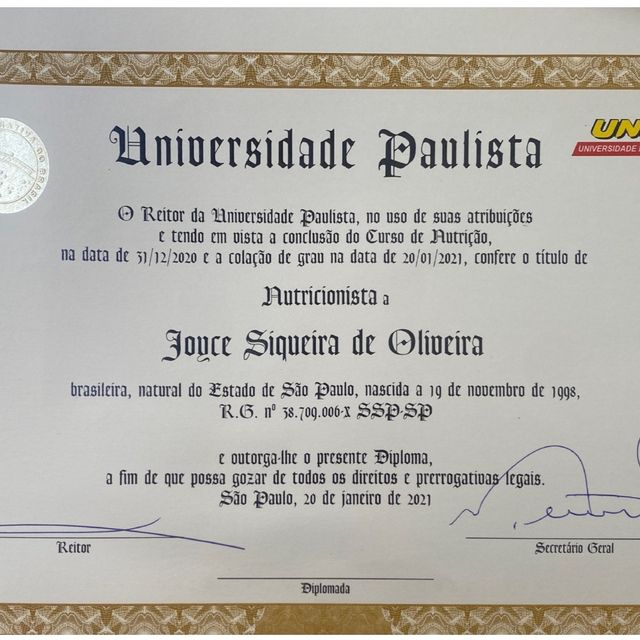 Universidade Paulista
UN
UNIVERSIDADE
O Reitor da Universidade Paulista, no uso de suas atribuições
e tendo em vista a conclusão do Curso de Nutrição,
na data de 31/12/2020 e a colação de grau na data de 20/01/2021, confere o título de
Nutricionista a
Joyce Siqueira de Oliveira
brasileira, natural do Estado de São Paulo, nascida a 19 de novembro de 1998,
R.G. nº 38.709.006-X SSP-SP
e outorga-lhe o presente Diploma,
a fim de que possa gozar de todos os direitos e prerrogativas legais.
São Paulo, 20 de janeiro de 2021
Reitor
Secretário Geral
Diplomada